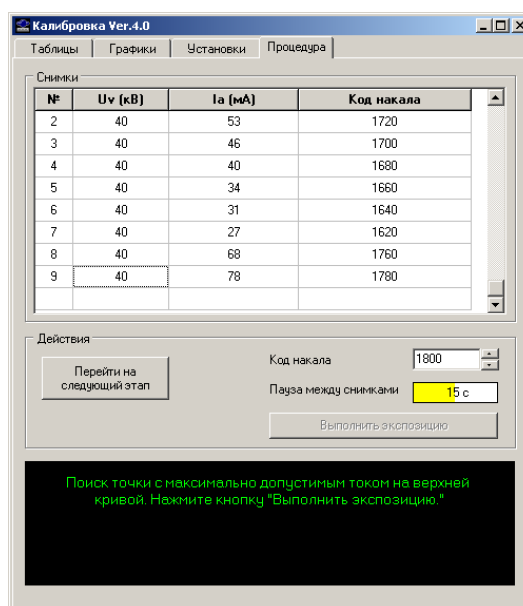 Калибровка Ver.4.0
Таблицы Графики Установки Процедура
Снимки
№ Uv (кВ) Ia (мА) Код накала
2 40 53 1720
3 40 46 1700
4 40 40 1680
5 40 34 1660
6 40 31 1640
7 40 27 1620
8 40 68 1760
9 40 78 1780
Действия
Перейти на
следующий этап
Код накала 1800
Пауза между снимками 15 с
Выполнить экспозицию
Поиск точки с максимально допустимым током на верхней
кривой. Нажмите кнопку "Выполнить экспозицию."